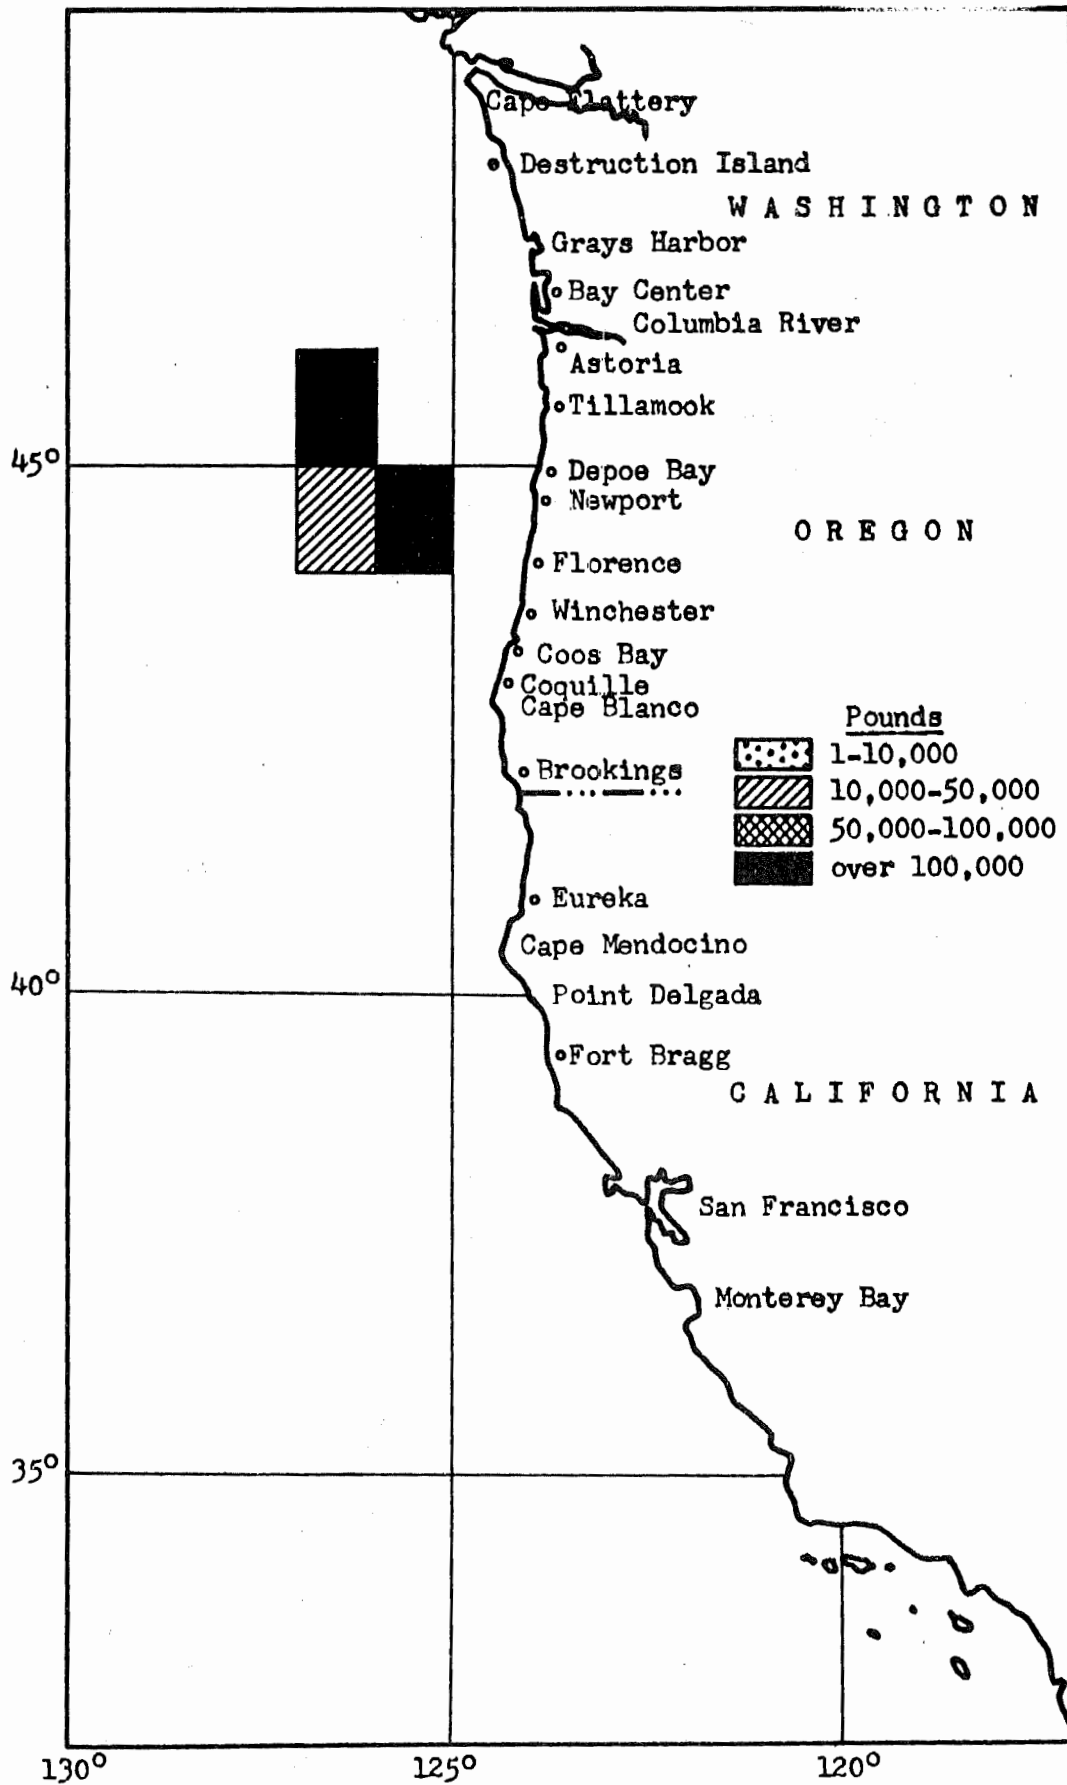 Cape Flattery
Destruction Island
WASHINGTON
Grays Harbor
Bay Center
Columbia River
Astoria
Tillamook
45°
Depoe Bay
Newport
OREGON
Florence
Winchester
Coos Bay
Coquille
Cape Blanco
Pounds
1-10,000
Brookings
10,000-50,000
50,000-100,000
over 100,000
Eureka
Cape Mendocino
40°
Point Delgada
Fort Bragg
CALIFORNIA
San Francisco
Monterey Bay
35°
130°
125°
120°